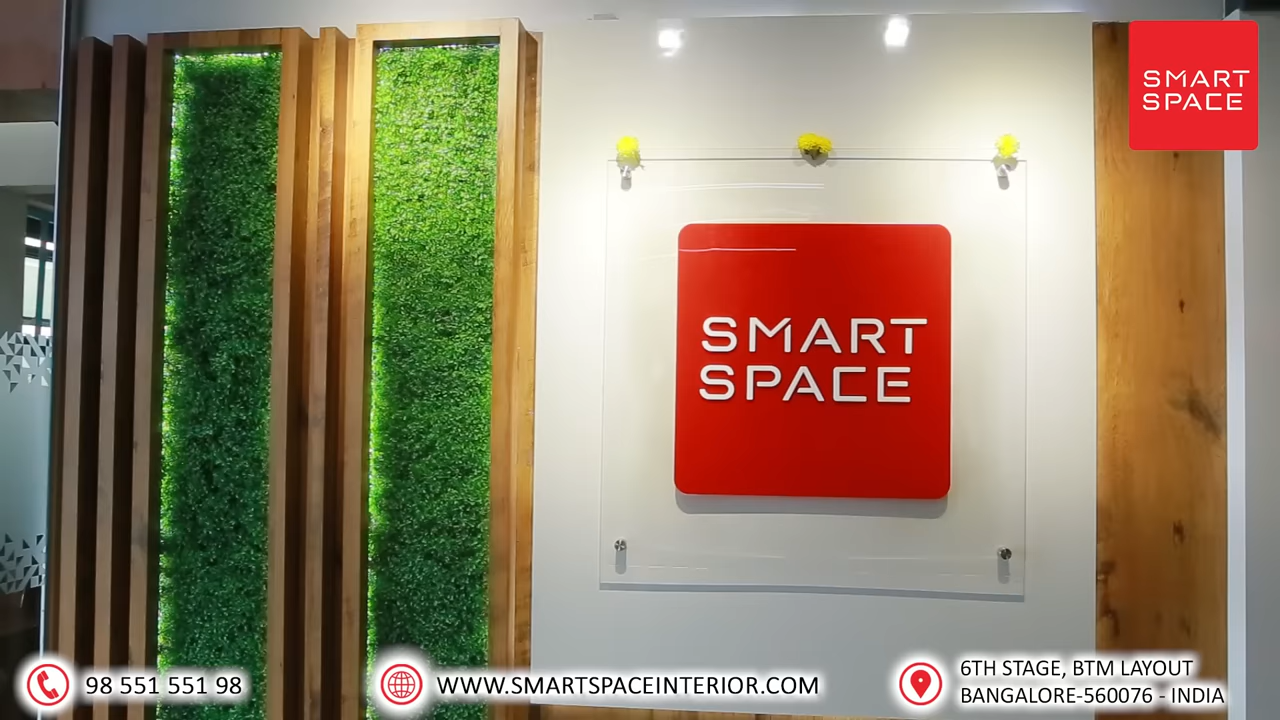 SMART
SPACE
SMART
SPACE
98 551 551 98
WWW.SMARTSPACEINTERIOR.COM
6TH STAGE, BTM LAYOUT
BANGALORE-560076 - INDIA